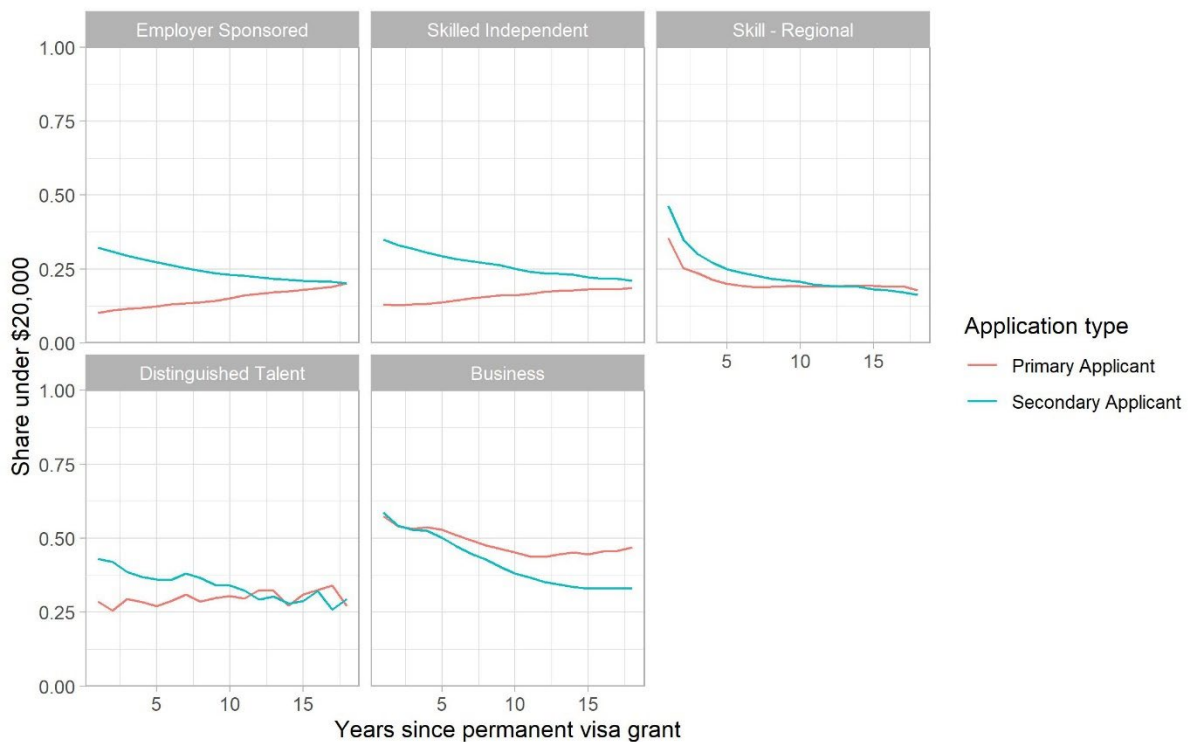 Employer Sponsored
Skilled Independent
Skill - Regional
1.00
0.75
0.50
0.25
0.00
5 10 15
Distinguished Talent
Business
1.00
0.75
0.50
0.25
0.00
5 10 15
5 10 15
Share under $20,000
Years since permanent visa grant
Application type
Primary Applicant
Secondary Applicant